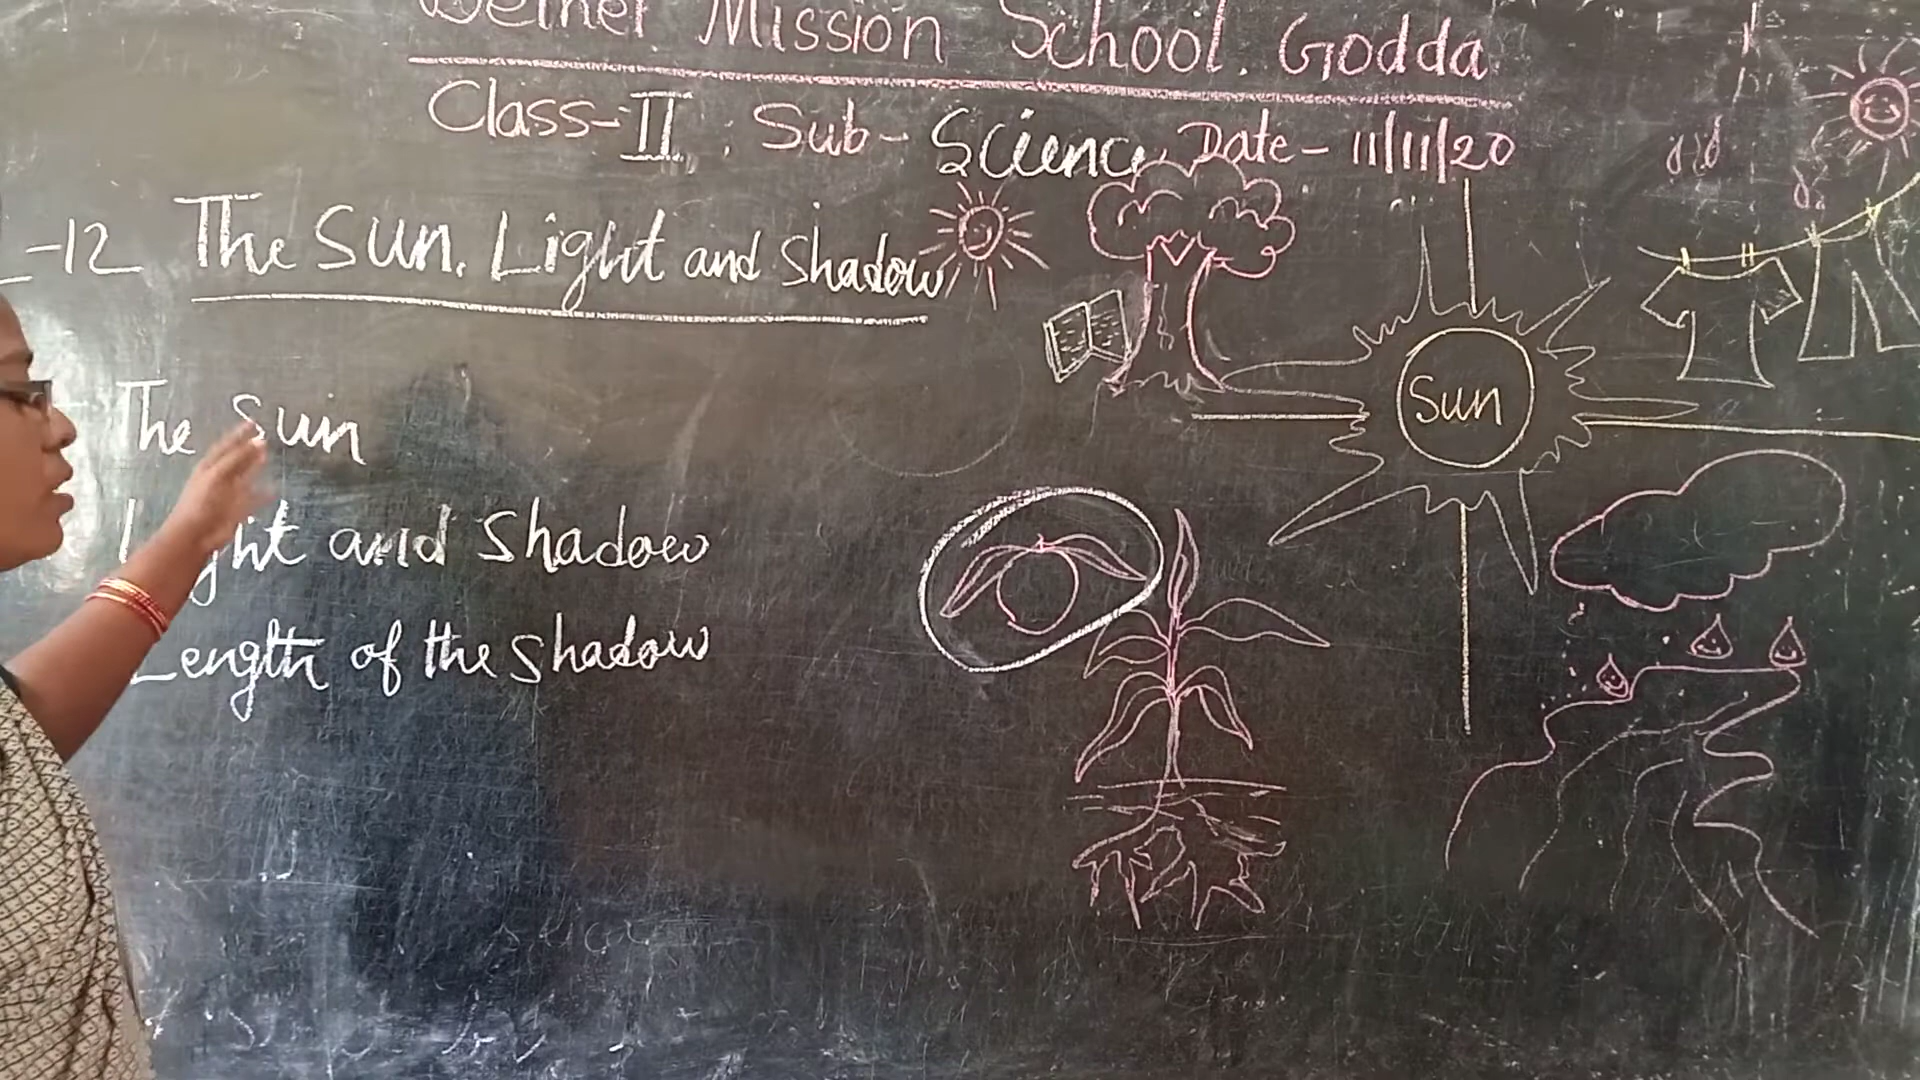 Bethel Mission School. Godda
Class-II, Sub- Science, Date- 11/11/20
-12 The Sun, Light and Shadow
The Sun
Light and Shadow
Length of the Shadow
Sun